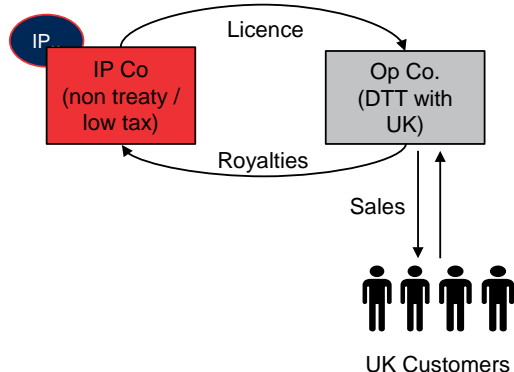 IP
Licence
IP Co
(non treaty /
low tax)
Op Co.
(DTT with
UK)
Royalties
Sales
UK Customers